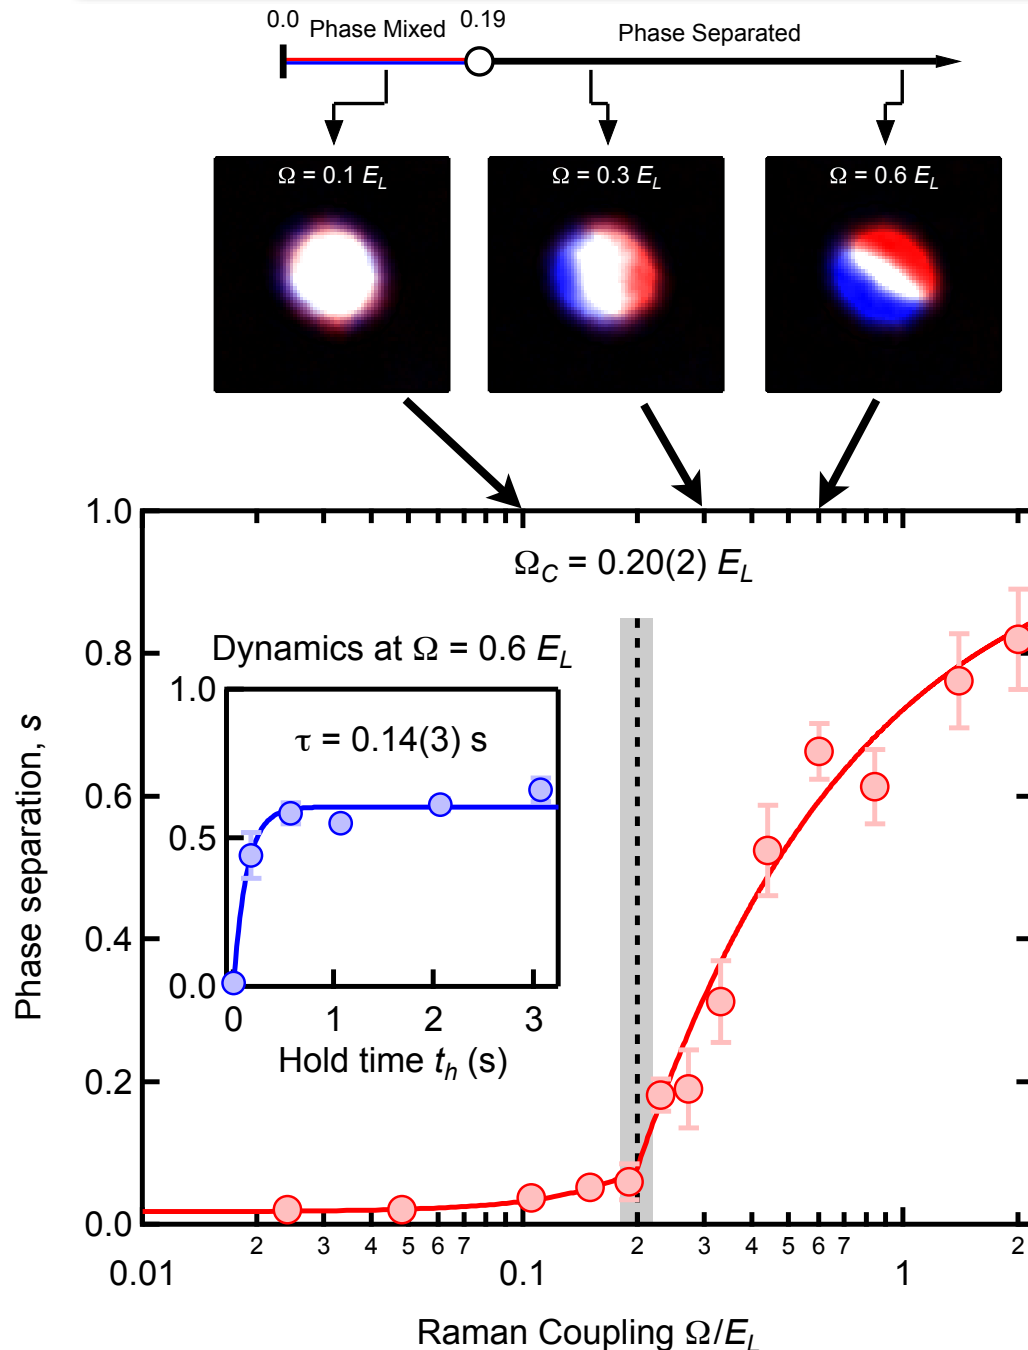 0.0 Phase Mixed 0.19 Phase Separated
Ω = 0.1 E_L
Ω = 0.3 E_L
Ω = 0.6 E_L
1.0
Ω_C = 0.20(2) E_L
Dynamics at Ω = 0.6 E_L
1.0
τ = 0.14(3) s
0.5
0.0
0 1 2 3
Hold time t_h (s)
Phase separation, s
0.8
0.6
0.4
0.2
0.0
2 3 4 5 6 7 2 3 4 5 6 7 2
0.01 0.1 1
Raman Coupling Ω/E_L